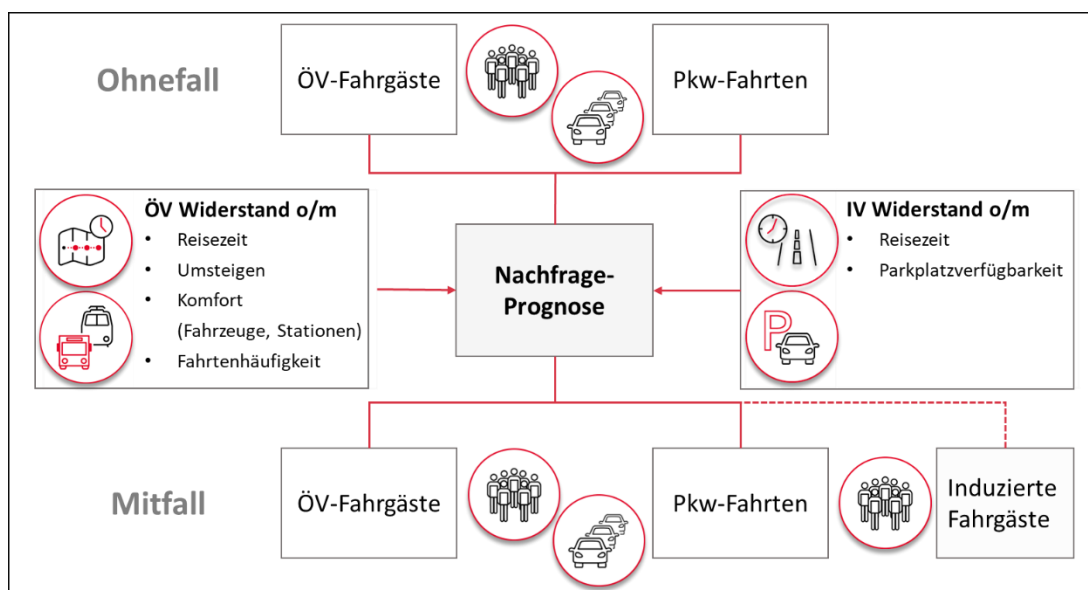 Ohnefall
ÖV-Fahrgäste
Pkw-Fahrten
ÖV Widerstand o/m
• Reisezeit
• Umsteigen
• Komfort
(Fahrzeuge, Stationen)
• Fahrtenhäufigkeit
Nachfrage-
Prognose
IV Widerstand o/m
• Reisezeit
• Parkplatzverfügbarkeit
P
Mitfall
ÖV-Fahrgäste
Pkw-Fahrten
Induzierte
Fahrgäste